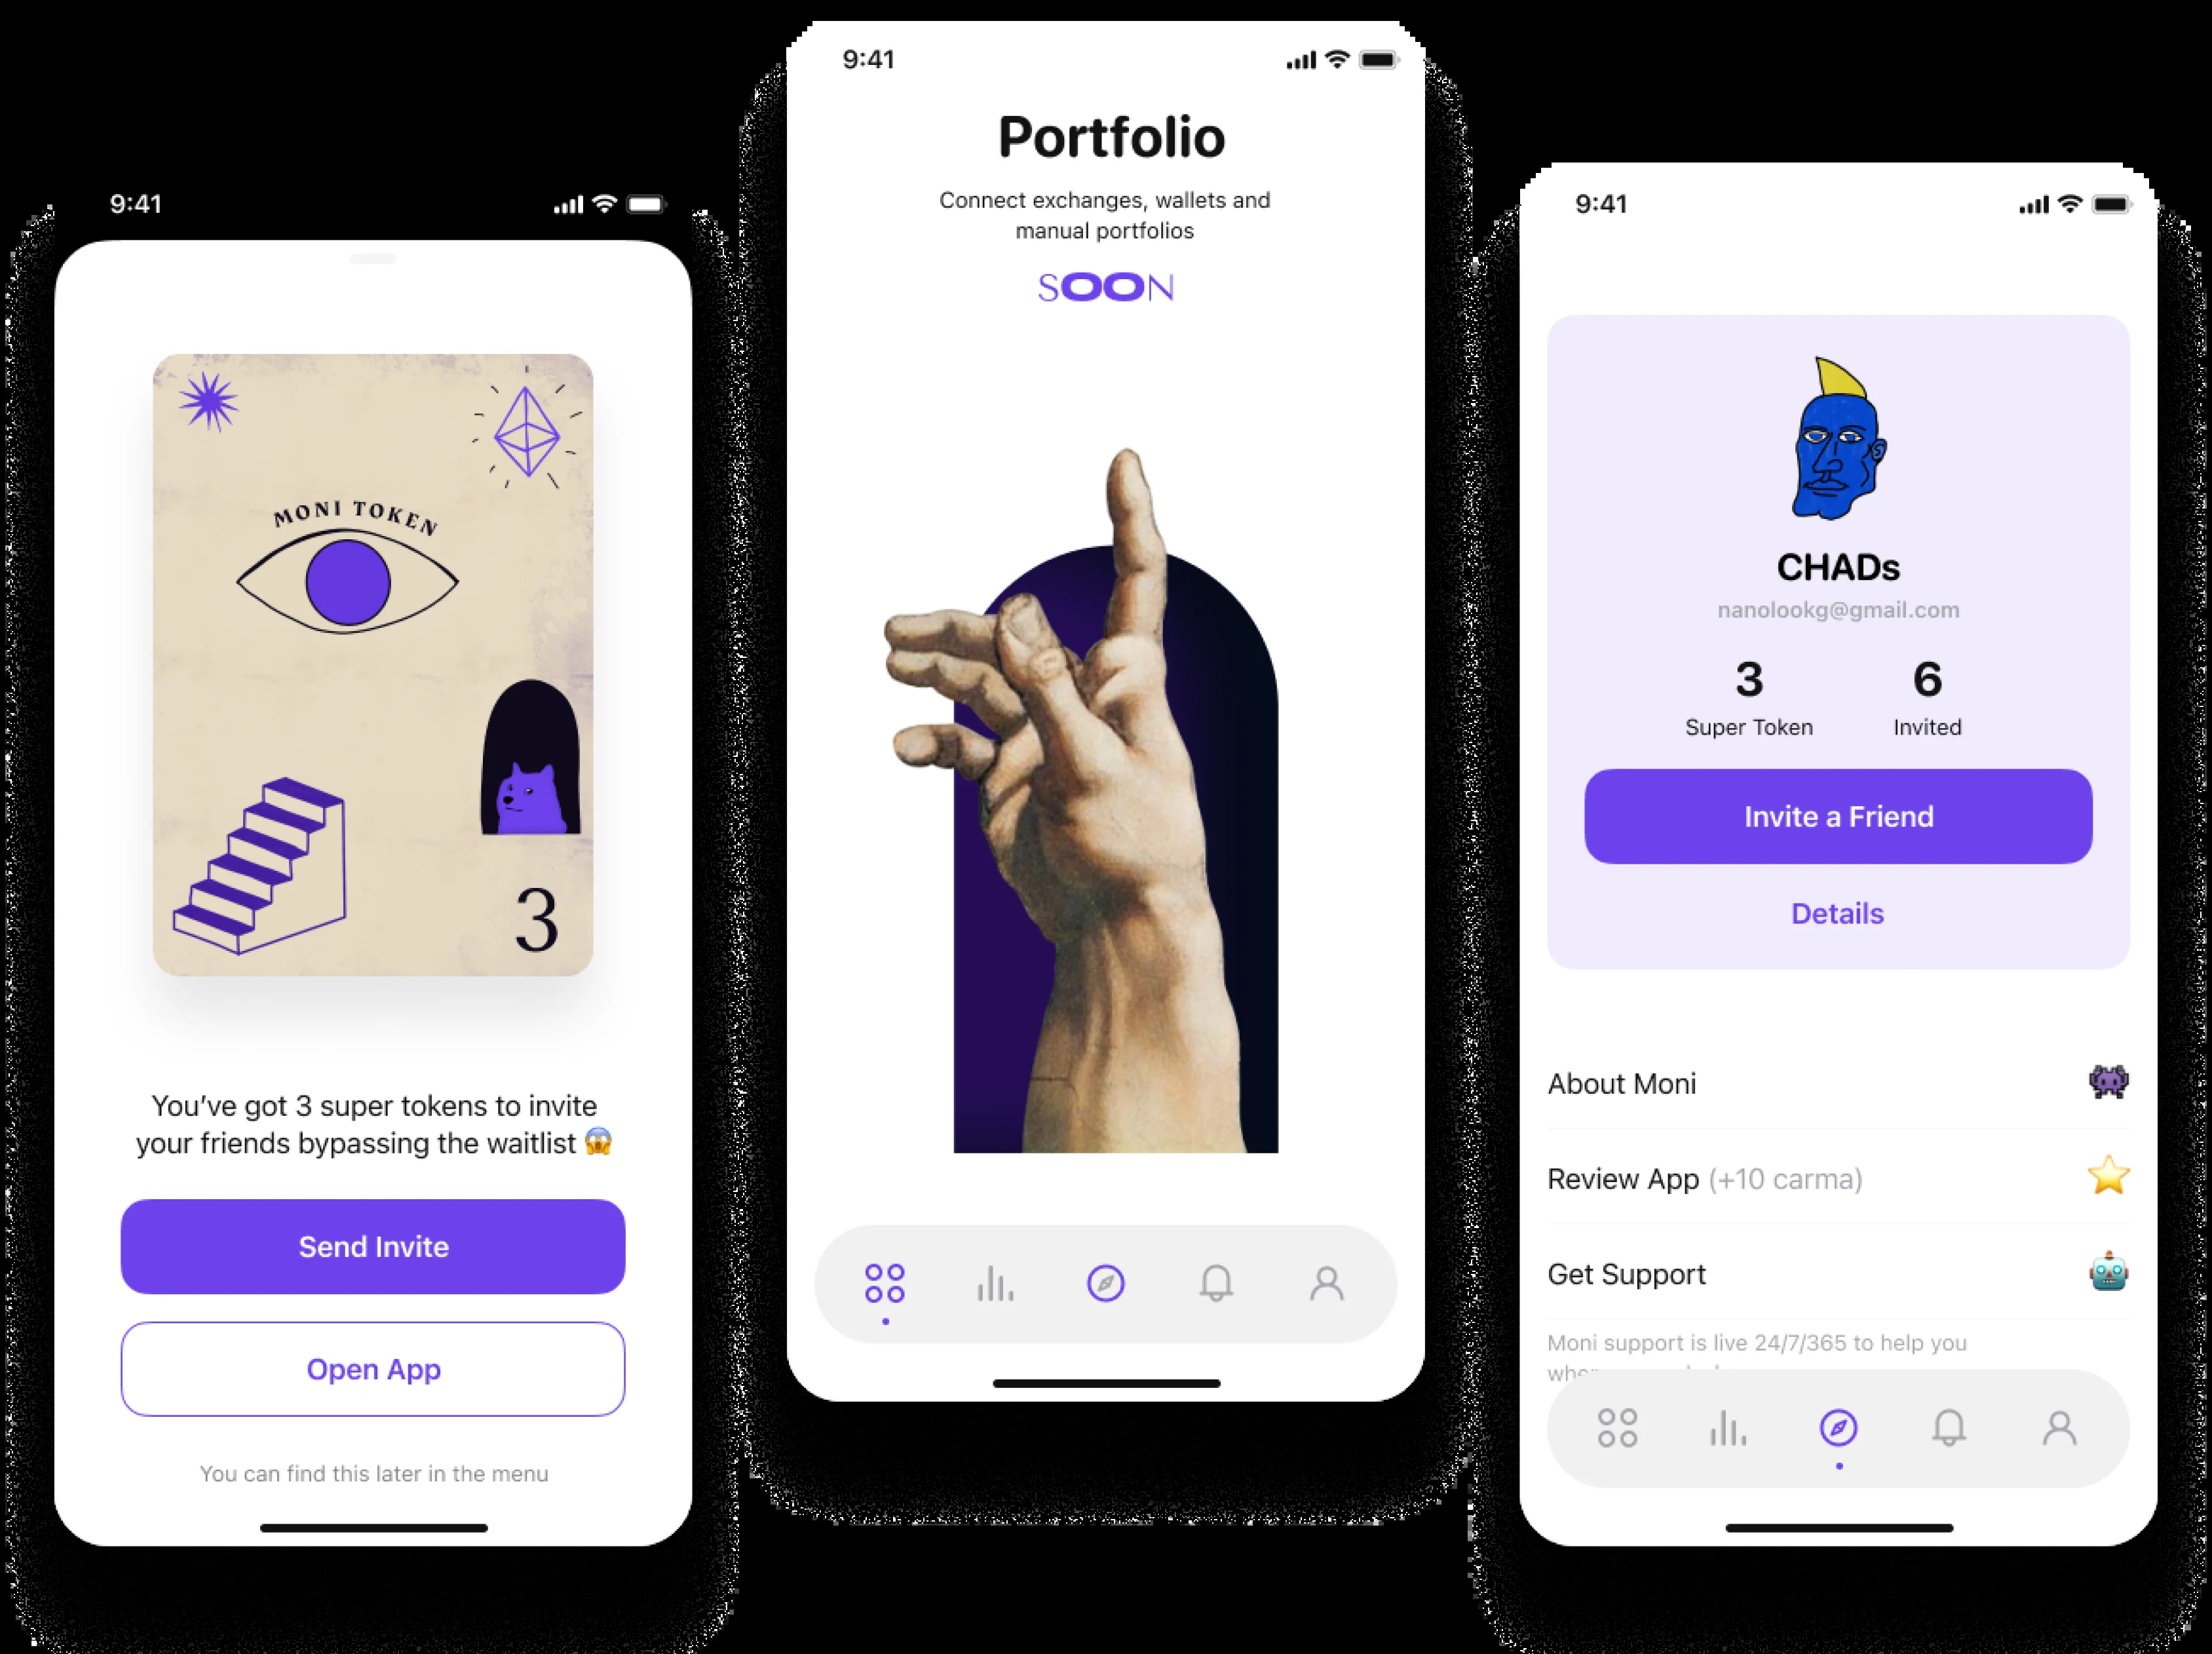 9:41
MONI TOKEN
3
You've got 3 super tokens to invite
your friends bypassing the waitlist 😱
Send Invite
Open App
You can find this later in the menu
9:41
Portfolio
Connect exchanges, wallets and
manual portfolios
SOON
9:41
CHADs
nanolookg@gmail.com
3
6
Super Token
Invited
Invite a Friend
Details
About Moni
Review App (+10 carma)
Get Support
Moni support is live 24/7/365 to help you